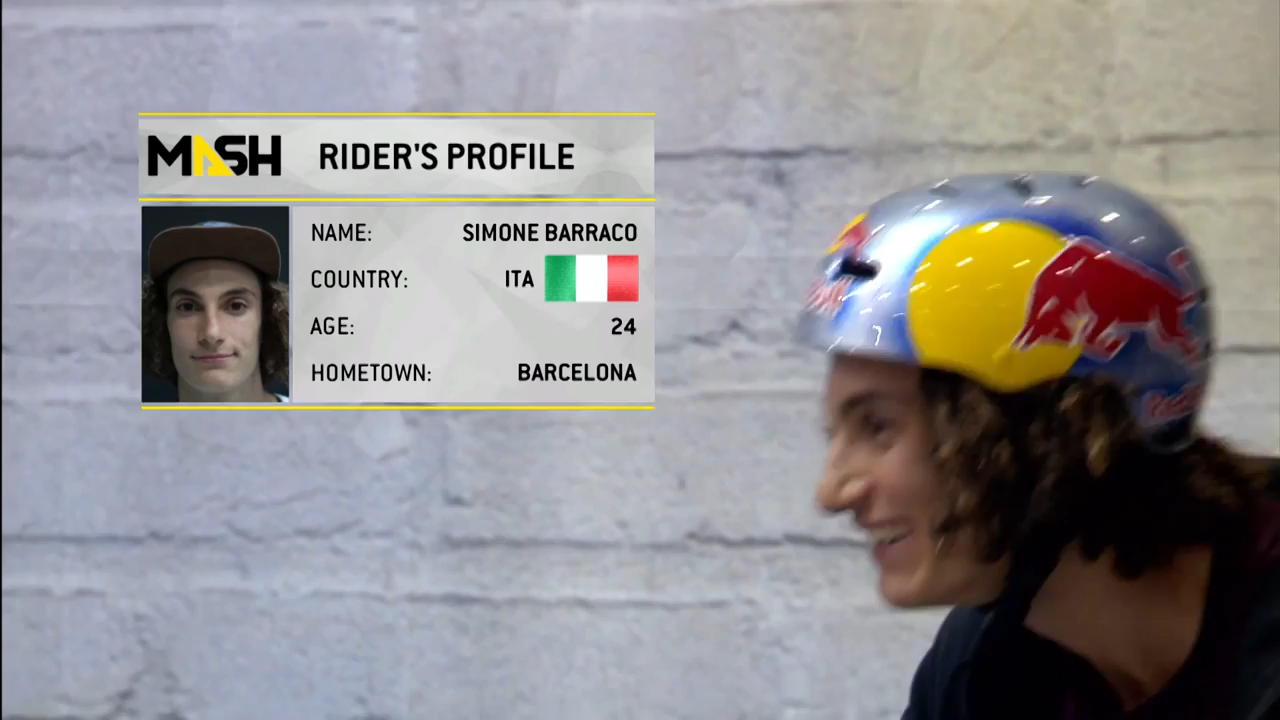 MASH RIDER'S PROFILE
NAME: SIMONE BARRACO
COUNTRY: ITA
AGE: 24
HOMETOWN: BARCELONA